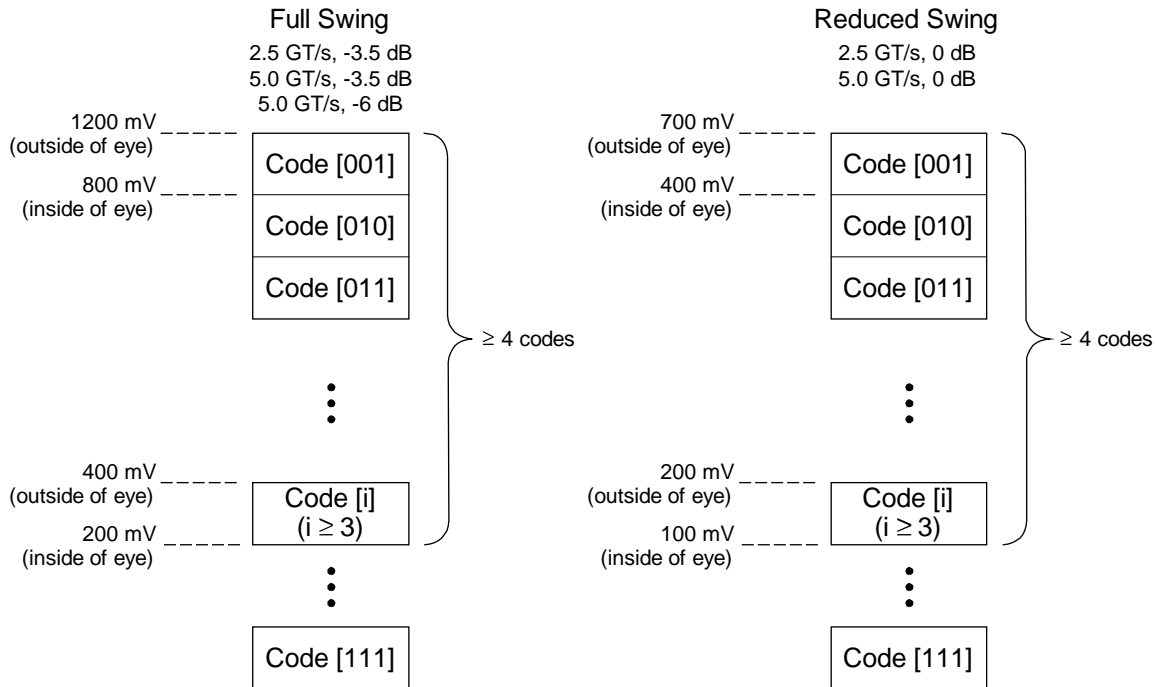 Full Swing
2.5 GT/s, -3.5 dB
5.0 GT/s, -3.5 dB
5.0 GT/s, -6 dB
1200 mV
(outside of eye)
800 mV
(inside of eye)
Code [001]
Code [010]
Code [011]
≥ 4 codes
400 mV
(outside of eye)
200 mV
(inside of eye)
Code [i]
(i ≥ 3)
Code [111]
Reduced Swing
2.5 GT/s, 0 dB
5.0 GT/s, 0 dB
700 mV
(outside of eye)
400 mV
(inside of eye)
Code [001]
Code [010]
Code [011]
≥ 4 codes
200 mV
(outside of eye)
100 mV
(inside of eye)
Code [i]
(i ≥ 3)
Code [111]